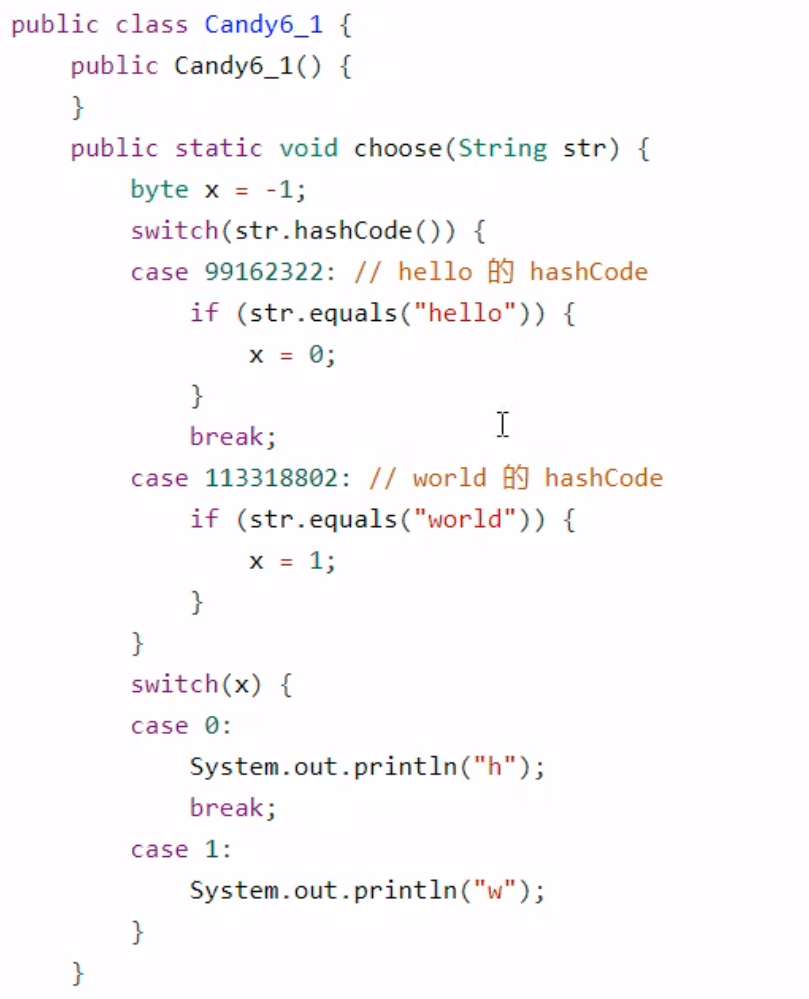 public class Candy6_1 {
    public Candy6_1() {
    }
    public static void choose(String str) {
        byte x = -1;
        switch(str.hashCode()) {
        case 99162322: // hello 的 hashCode
            if (str.equals("hello")) {
                x = 0;
            }
            break;
        case 113318802: // world 的 hashCode
            if (str.equals("world")) {
                x = 1;
            }
        }
        switch(x) {
        case 0:
            System.out.println("h");
            break;
        case 1:
            System.out.println("w");
        }
    }